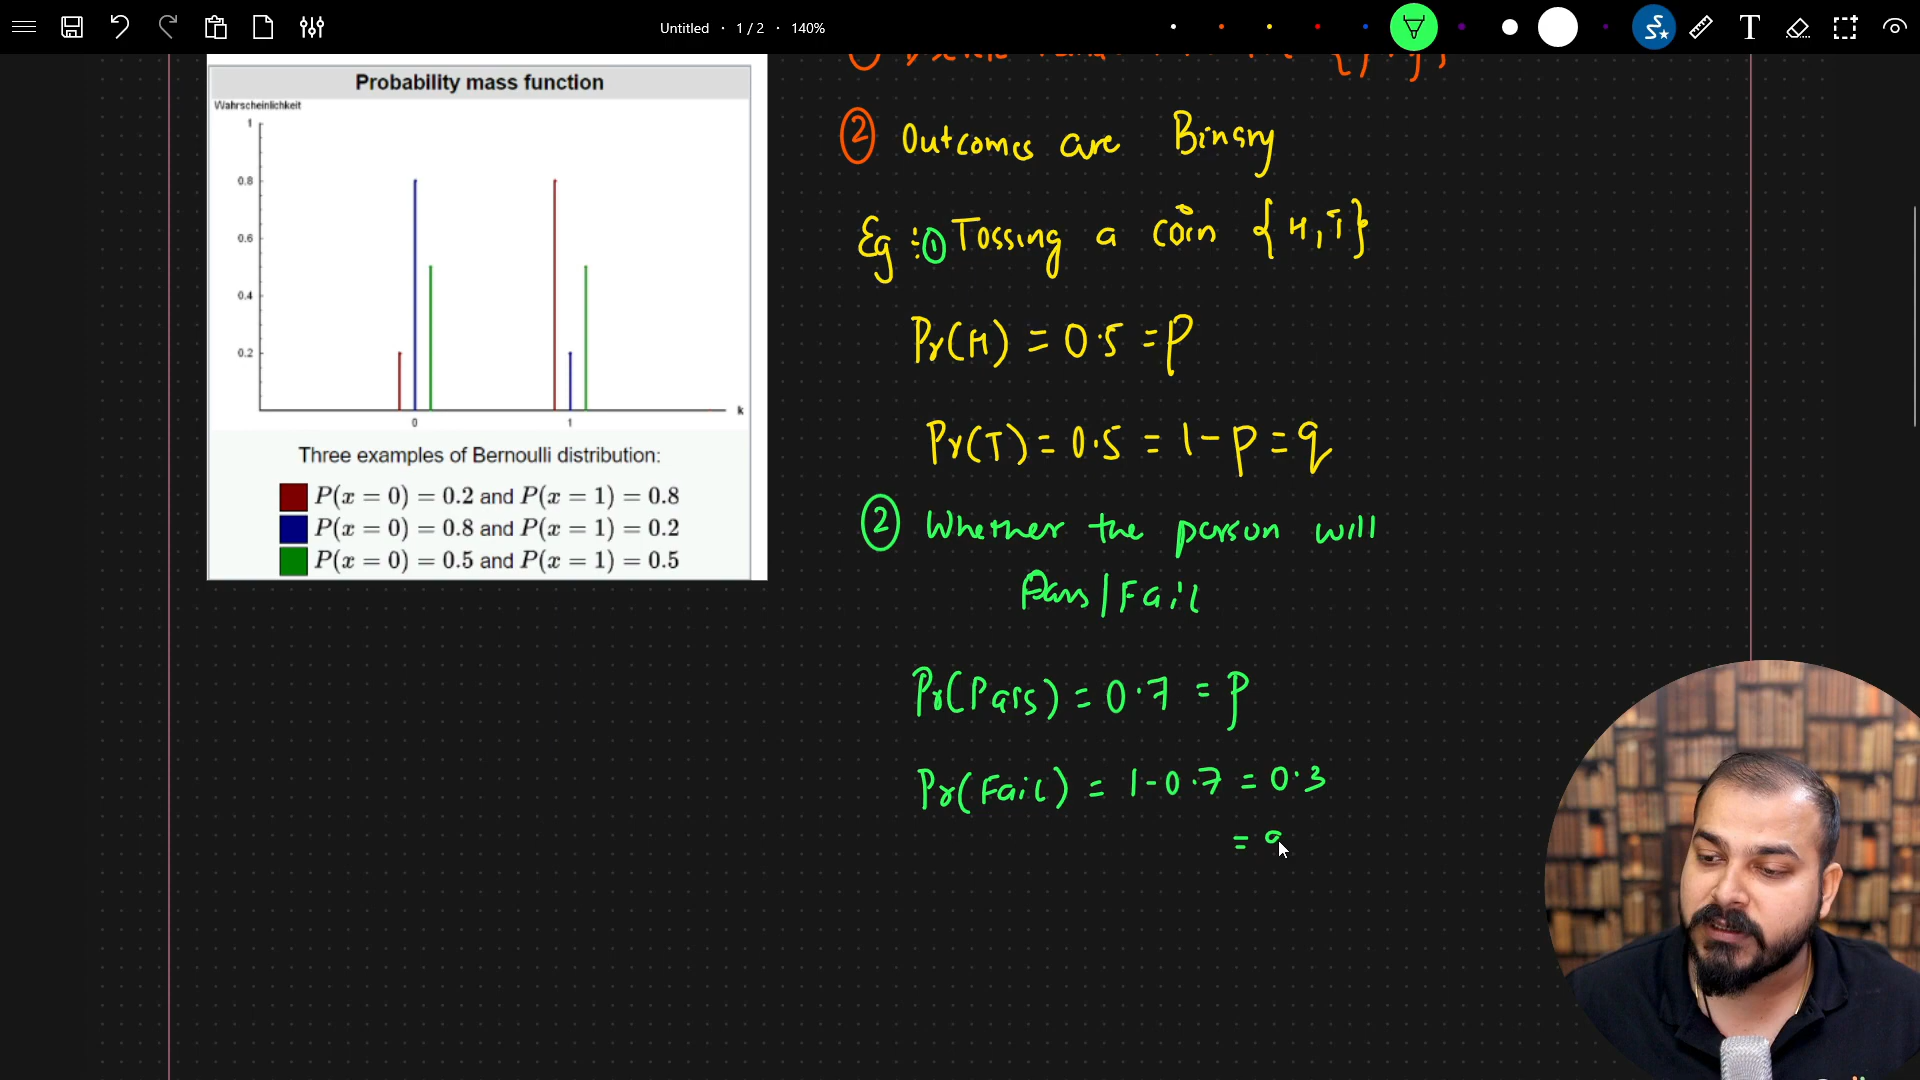 Untitled · 1 / 2 · 140%
Probability mass function
Wahrscheinlichkeit
1
0.8
0.6
0.4
0.2
0
1
k
Three examples of Bernoulli distribution:
P(x = 0) = 0.2 and P(x = 1) = 0.8
P(x = 0) = 0.8 and P(x = 1) = 0.2
P(x = 0) = 0.5 and P(x = 1) = 0.5
② Outcomes are Binary
Eg : ① Tossing a coin {H, T}
Pr(H) = 0.5 = p
Pr(T) = 0.5 = 1 - p = q
② Whether the person will
Pass/Fail
Pr(Pass) = 0.7 = p
Pr(Fail) = 1-0.7 = 0.3
=